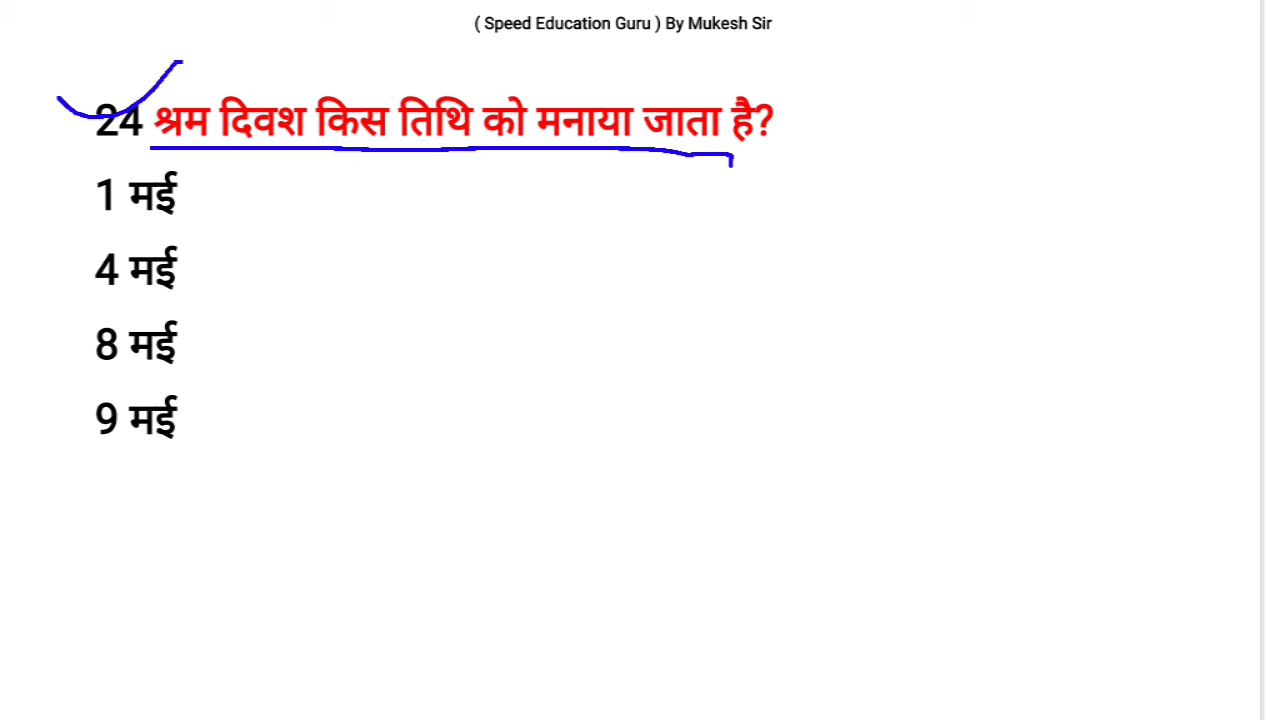 ( Speed Education Guru ) By Mukesh Sir
24 श्रम दिवश किस तिथि को मनाया जाता है?
1 मई
4 मई
8 मई
9 मई